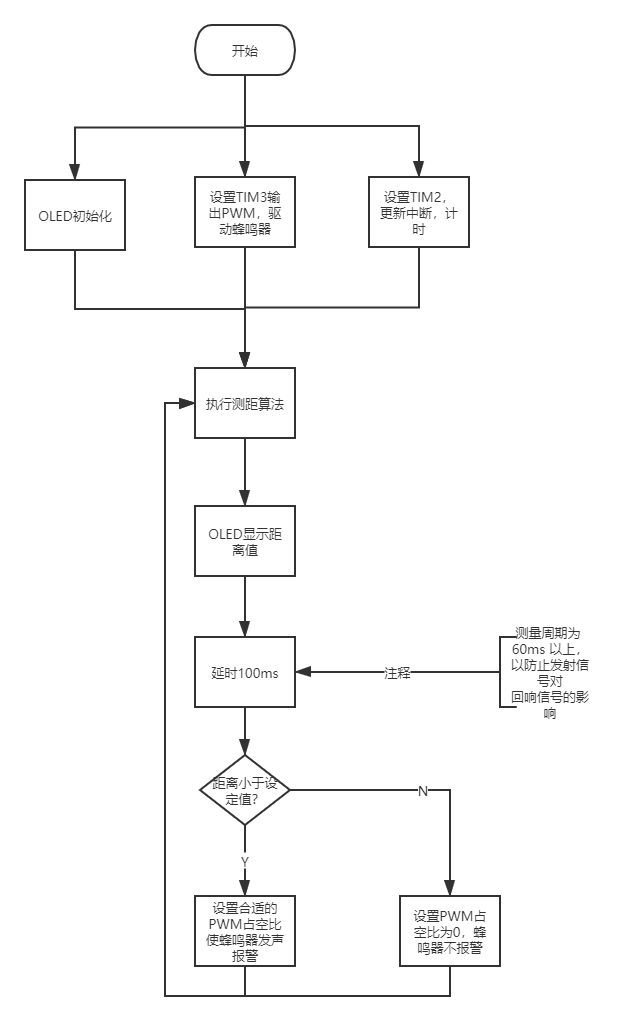 开始
OLED初始化
设置TIM3输
出PWM，驱
动蜂鸣器
设置TIM2，
更新中断，计
时
执行测距算法
OLED显示距
离值
延时100ms
注释
测量周期为
60ms 以上，
以防止发射信
号对
回响信号的影
响
距离小于设
定值？
N
Y
设置合适的
PWM占空比
使蜂鸣器发声
报警
设置PWM占
空比为0，蜂
鸣器不报警